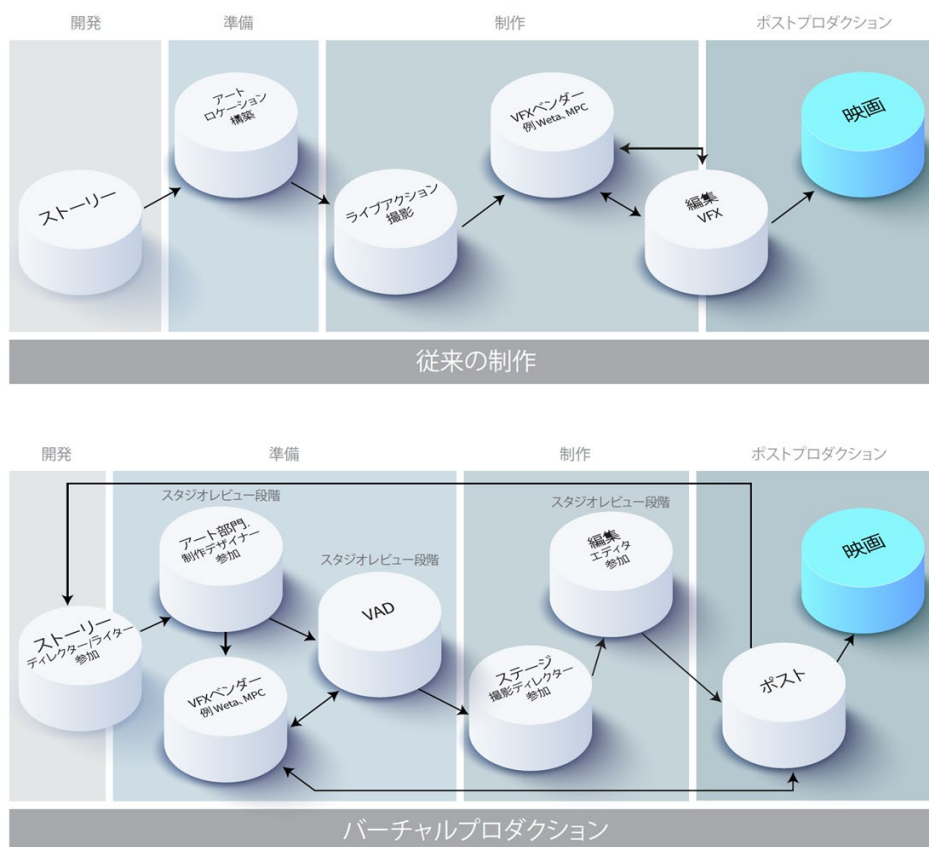 開発
準備
制作
ポストプロダクション
ストーリー
アート
ロケーション
構築
ライブアクション
撮影
VFXベンダー
例 Weta、MPC
編集
VFX
映画
従来の制作
開発
準備
制作
ポストプロダクション
スタジオレビュー段階
アート部門.
制作デザイナー
参加
スタジオレビュー段階
VAD
スタジオレビュー段階
編集
エディタ
参加
映画
ストーリー
ディレクター/ライター
参加
VFXベンダー
例 Weta、MPC
ステージ
撮影ディレクター
参加
ポスト
バーチャルプロダクション